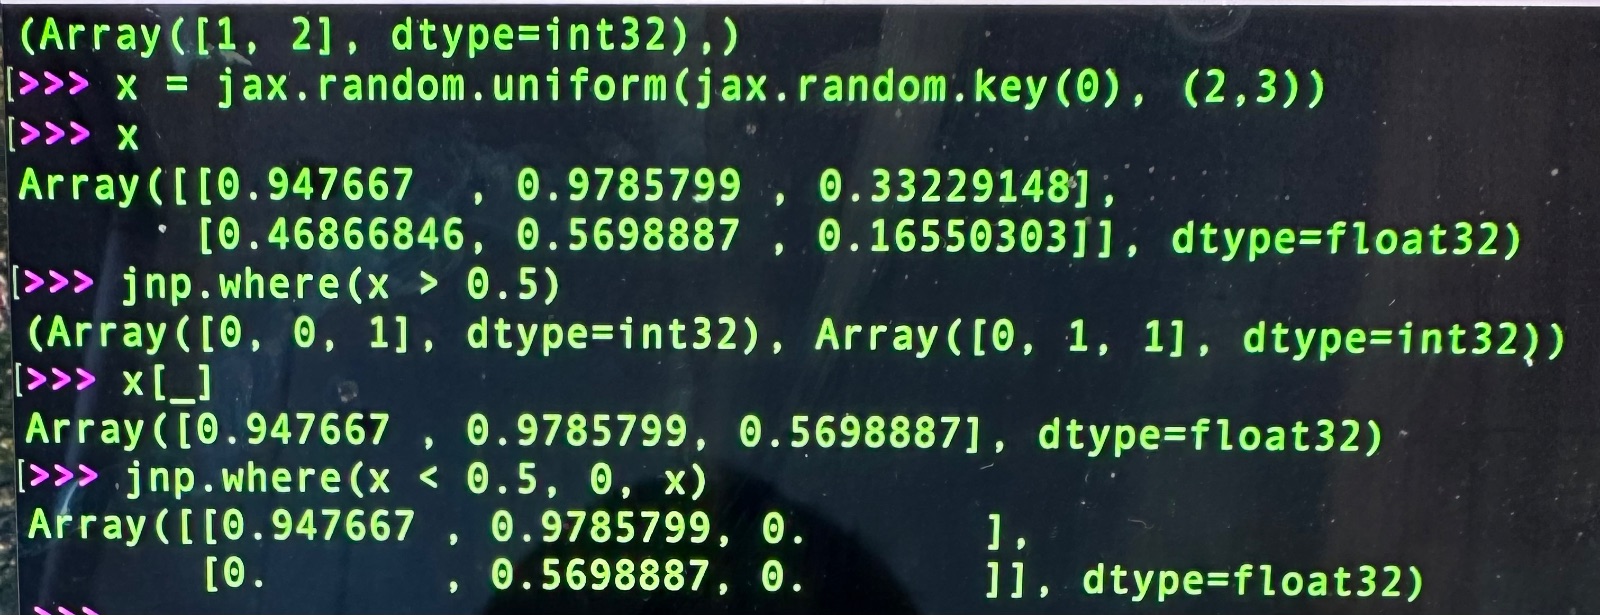 (Array([1, 2], dtype=int32),)
[>>> x = jax.random.uniform(jax.random.key(0), (2,3))
[>>> x
Array([[0.947667  , 0.9785799 , 0.33229148],
       [0.46866846, 0.5698887 , 0.16550303]], dtype=float32)
[>>> jnp.where(x > 0.5)
(Array([0, 0, 1], dtype=int32), Array([0, 1, 1], dtype=int32))
[>>> x[_]
Array([0.947667 , 0.9785799, 0.5698887], dtype=float32)
[>>> jnp.where(x < 0.5, 0, x)
Array([[0.947667 , 0.9785799, 0.       ],
       [0.       , 0.5698887, 0.       ]], dtype=float32)
>>>